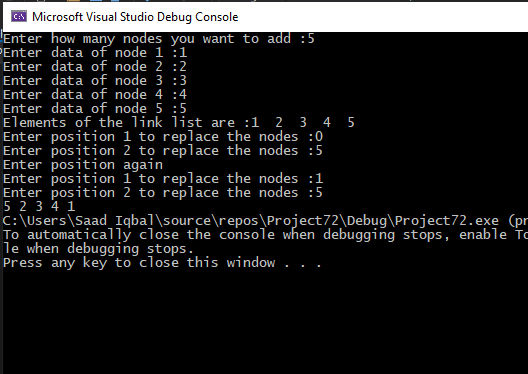 Microsoft Visual Studio Debug Console
Enter how many nodes you want to add :5
Enter data of node 1 :1
Enter data of node 2 :2
Enter data of node 3 :3
Enter data of node 4 :4
Enter data of node 5 :5
Elements of the link list are :1  2  3  4  5
Enter position 1 to replace the nodes :0
Enter position 2 to replace the nodes :5
Enter position again
Enter position 1 to replace the nodes :1
Enter position 2 to replace the nodes :5
5 2 3 4 1
C:\Users\Saad Iqbal\source\repos\Project72\Debug\Project72.exe (pr
To automatically close the console when debugging stops, enable To
le when debugging stops.
Press any key to close this window . . .